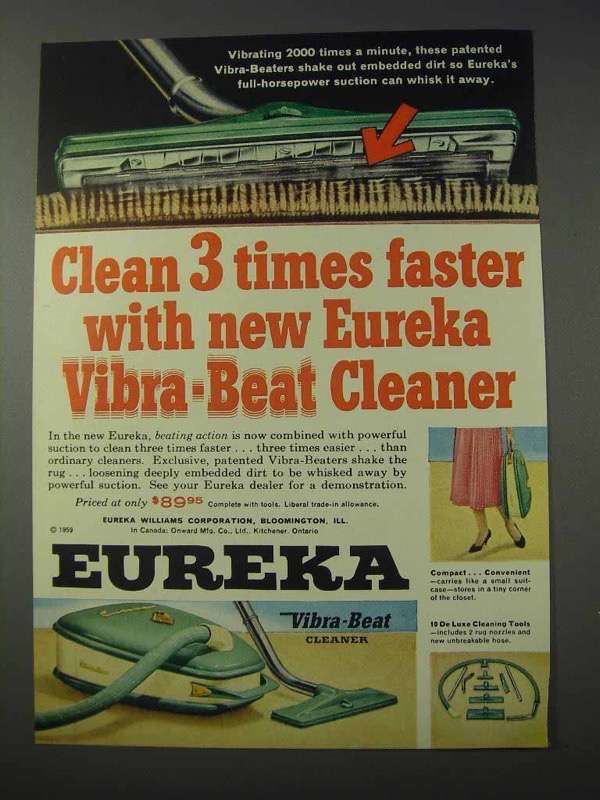 Vibrating 2000 times a minute, these patented
Vibra-Beaters shake out embedded dirt so Eureka's
full-horsepower suction can whisk it away.
Clean 3 times faster
with new Eureka
Vibra-Beat Cleaner
In the new Eureka, beating action is now combined with powerful
suction to clean three times faster . . . three times easier . . . than
ordinary cleaners. Exclusive, patented Vibra-Beaters shake the
rug . . . loosening deeply embedded dirt to be whisked away by
powerful suction. See your Eureka dealer for a demonstration.
Priced at only $89.95 Complete with tools. Liberal trade-in allowance.
EUREKA WILLIAMS CORPORATION, BLOOMINGTON, ILL.
© 1959
In Canada: Onward Mfg. Co., Ltd., Kitchener, Ontario
EUREKA
Vibra-Beat
CLEANER
Compact . . . Convenient
—carries like a small suit-
case—stores in a tiny corner
of the closet.
10 De Luxe Cleaning Tools
—includes 2 rug nozzles and
new unbreakable hose.